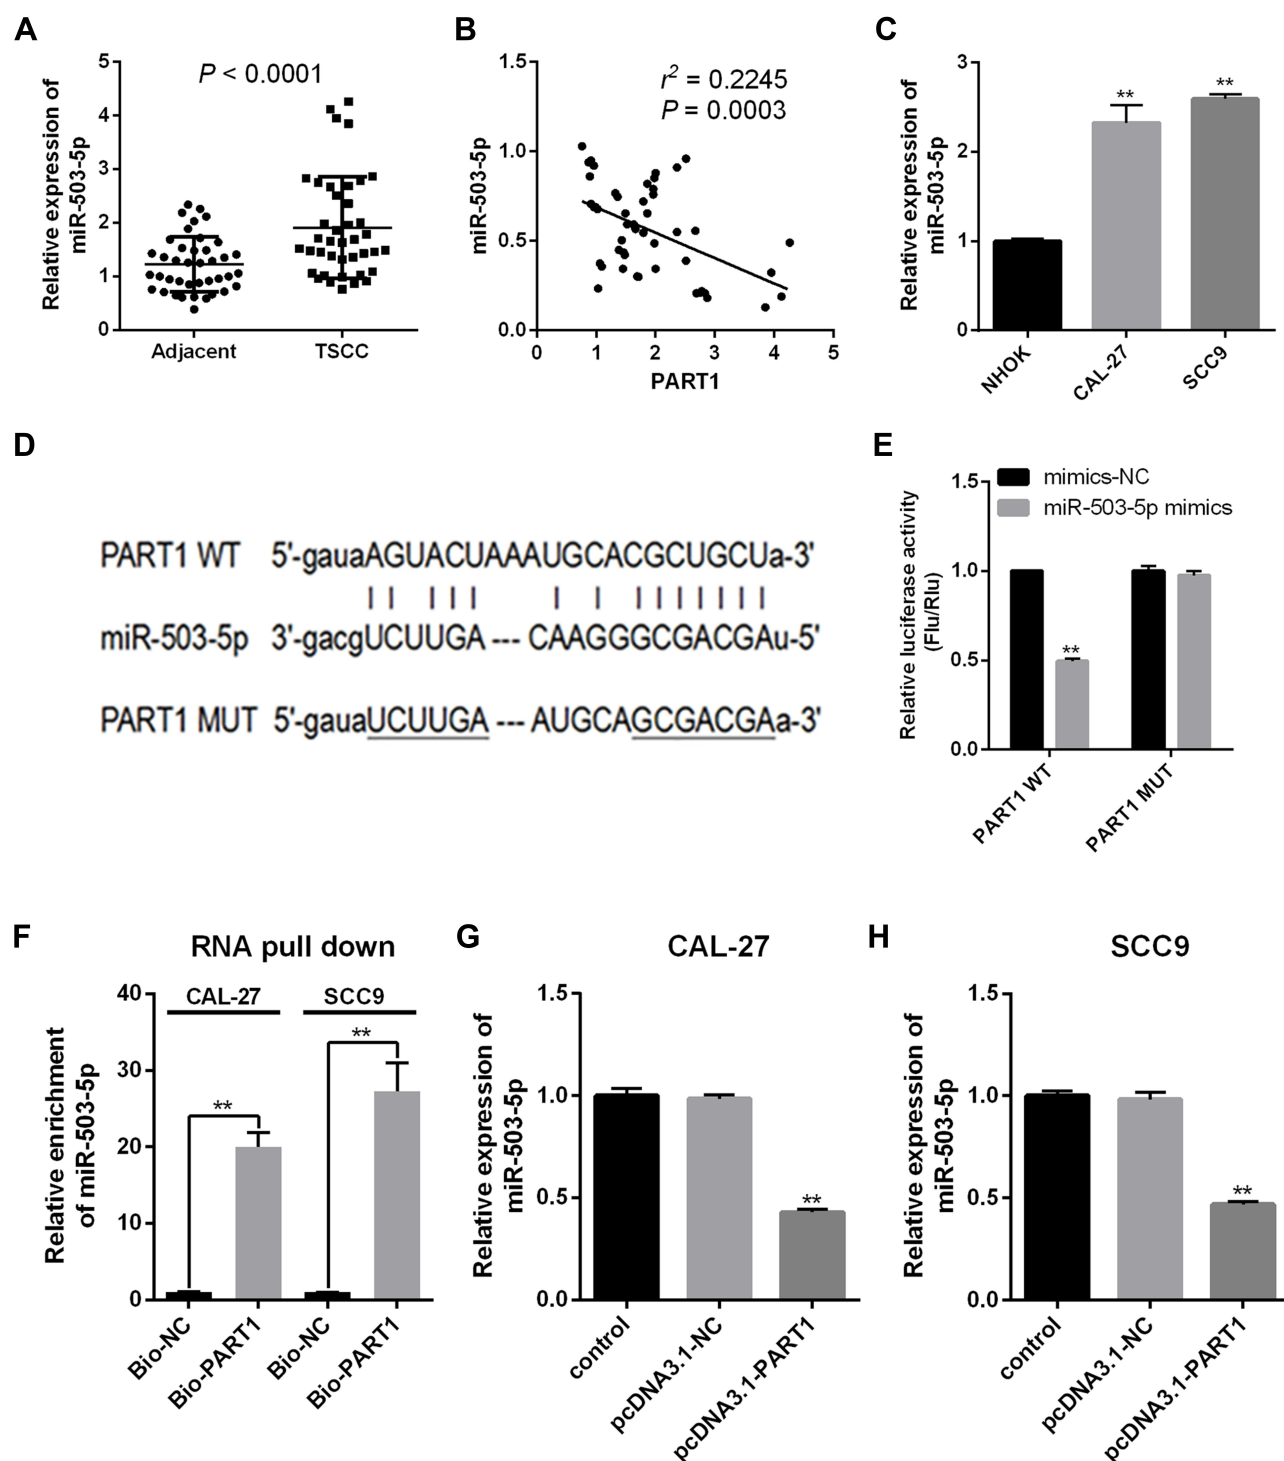 A
P < 0.0001
Relative expression of
miR-503-5p
5
4
3
2
1
0
Adjacent
TSCC
B
r² = 0.2245
P = 0.0003
miR-503-5p
1.5
1.0
0.5
0.0
0
1
2
3
4
5
PART1
C
Relative expression of
miR-503-5p
3
2
1
0
**
**
NHOK
CAL-27
SCC9
D
PART1 WT 5'-gauaAGUACUAAAUGCACGCUGCUa-3'
miR-503-5p 3'-gacgUCUUGA --- CAAGGGCGACGAu-5'
PART1 MUT 5'-gauaUCUUGA --- AUGCAGCGACGAa-3'
E
mimics-NC
miR-503-5p mimics
Relative luciferase activity
(Flu/Rlu)
1.5
1.0
0.5
0.0
**
PART1 WT
PART1 MUT
F
RNA pull down
CAL-27
SCC9
Relative enrichment
of miR-503-5p
40
30
20
10
0
**
**
Bio-NC
Bio-PART1
Bio-NC
Bio-PART1
G
CAL-27
Relative expression of
miR-503-5p
1.5
1.0
0.5
0.0
**
control
pcDNA3.1-NC
pcDNA3.1-PART1
H
SCC9
Relative expression of
miR-503-5p
1.5
1.0
0.5
0.0
**
control
pcDNA3.1-NC
pcDNA3.1-PART1